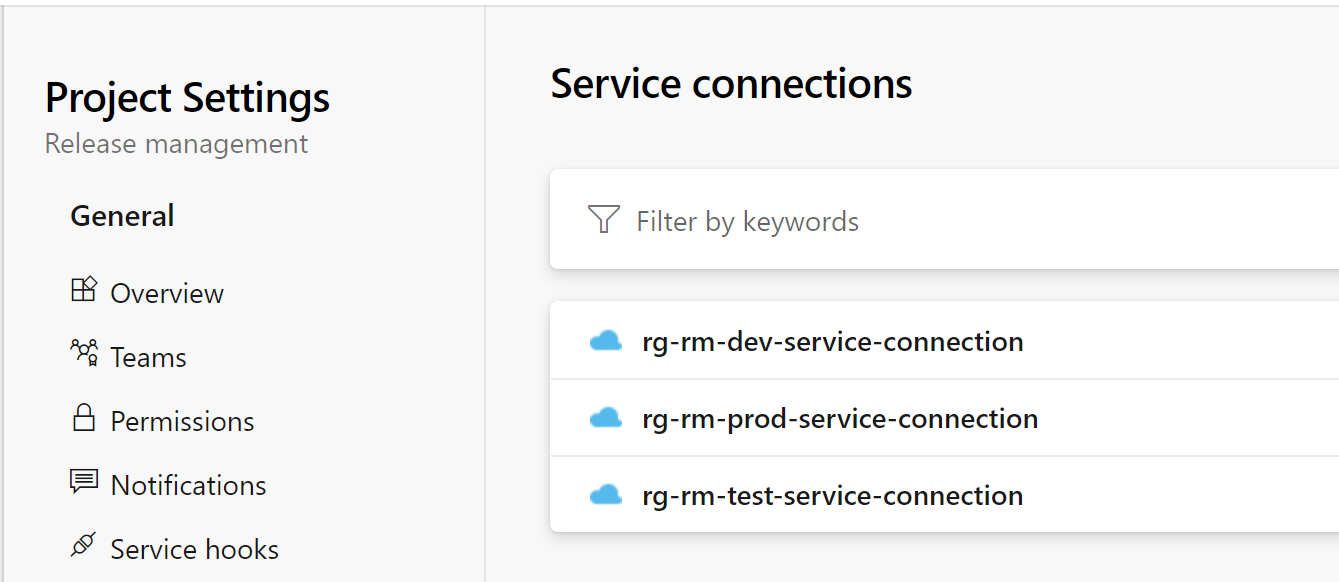 Project Settings
Release management
General
Overview
Teams
Permissions
Notifications
Service hooks
Service connections
Filter by keywords
rg-rm-dev-service-connection
rg-rm-prod-service-connection
rg-rm-test-service-connection